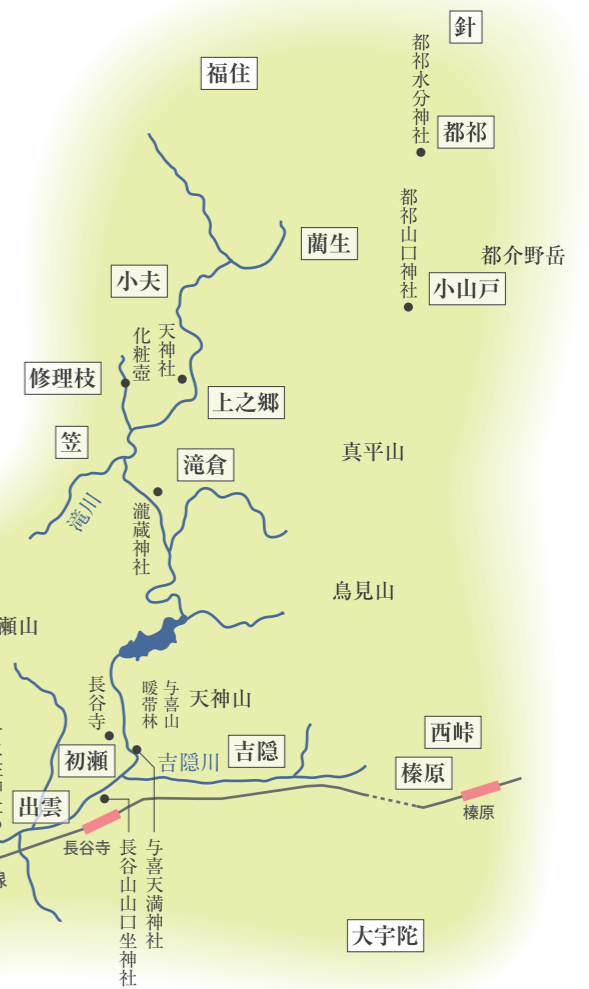 針
都祁水分神社
福住
都祁
都祁山口神社
藺生
都介野岳
小夫
小山戸
天神社
化粧壺
修理枝
上之郷
笠
真平山
滝倉
滝川
瀧蔵神社
鳥見山
瀬山
長谷寺
与喜山
暖帯林
天神山
西峠
初瀬
吉隠川
吉隠
榛原
出雲
榛原
長谷寺
与喜天満神社
長谷山口坐神社
大宇陀